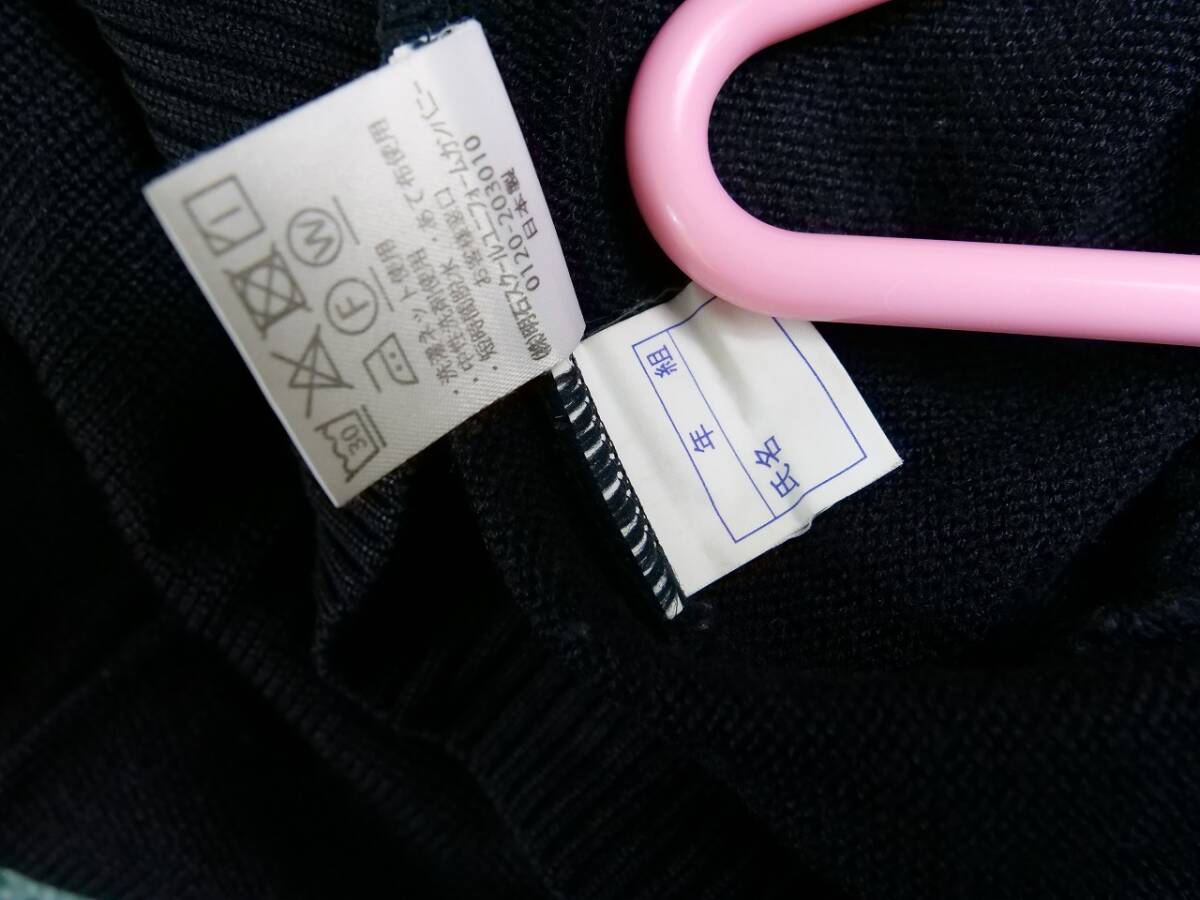 30
F
W
・洗濯ネット使用
・中性洗剤使用、あて布使用
・短時間脱水
お客様窓口
㈱明石スクールユニフォームカンパニー
0120-203010
日本製
年 組
氏名